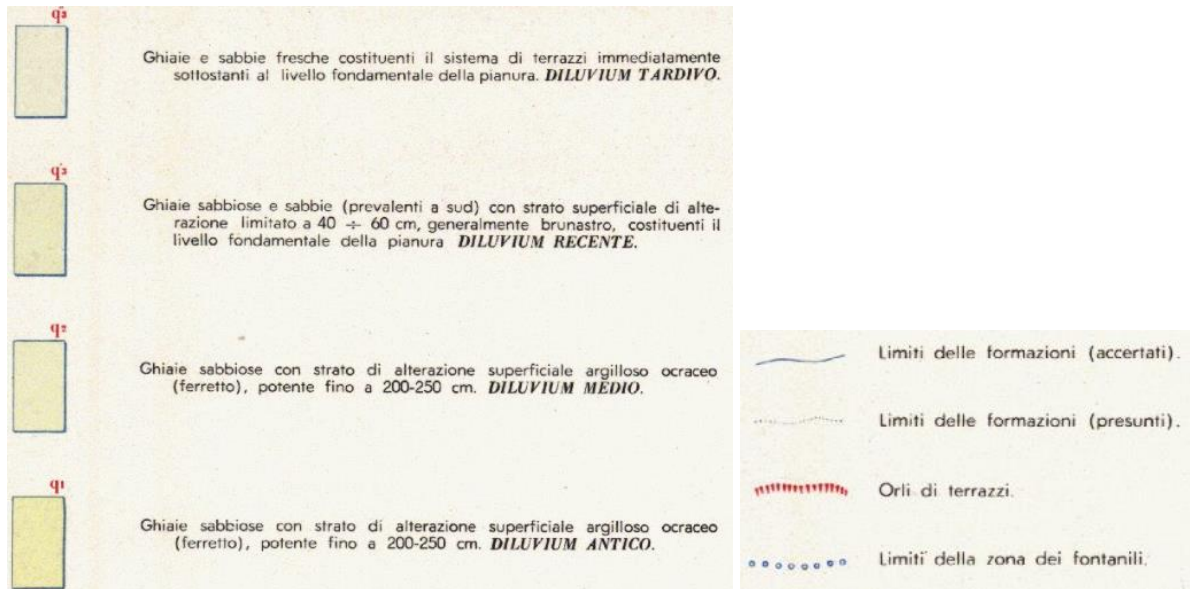 q3
Ghiaie e sabbie fresche costituenti il sistema di terrazzi immediatamente
sottostanti al livello fondamentale della pianura. DILUVIUM TARDIVO.
q3
Ghiaie sabbiose e sabbie (prevalenti a sud) con strato superficiale di alte-
razione limitato a 40 ÷ 60 cm, generalmente brunastro, costituenti il
livello fondamentale della pianura DILUVIUM RECENTE.
q2
Ghiaie sabbiose con strato di alterazione superficiale argilloso ocraceo
(ferretto), potente fino a 200-250 cm. DILUVIUM MEDIO.
q1
Ghiaie sabbiose con strato di alterazione superficiale argilloso ocraceo
(ferretto), potente fino a 200-250 cm. DILUVIUM ANTICO.
Limiti delle formazioni (accertati).
Limiti delle formazioni (presunti).
Orli di terrazzi.
Limiti della zona dei fontanili.